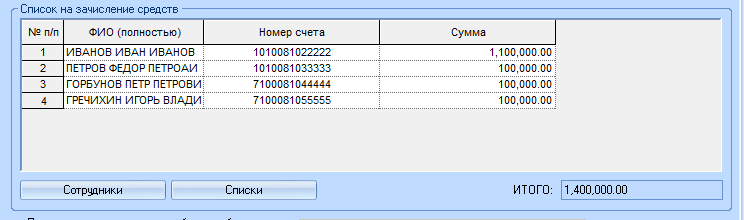 Список на зачисление средств
№ п/п ФИО (полностью) Номер счета Сумма
1 ИВАНОВ ИВАН ИВАНОВ 1010081022222 1,100,000.00
2 ПЕТРОВ ФЕДОР ПЕТРОАИ 1010081033333 100,000.00
3 ГОРБУНОВ ПЕТР ПЕТРОВИ 7100081044444 100,000.00
4 ГРЕЧИХИН ИГОРЬ ВЛАДИ 7100081055555 100,000.00
Сотрудники Списки ИТОГО: 1,400,000.00